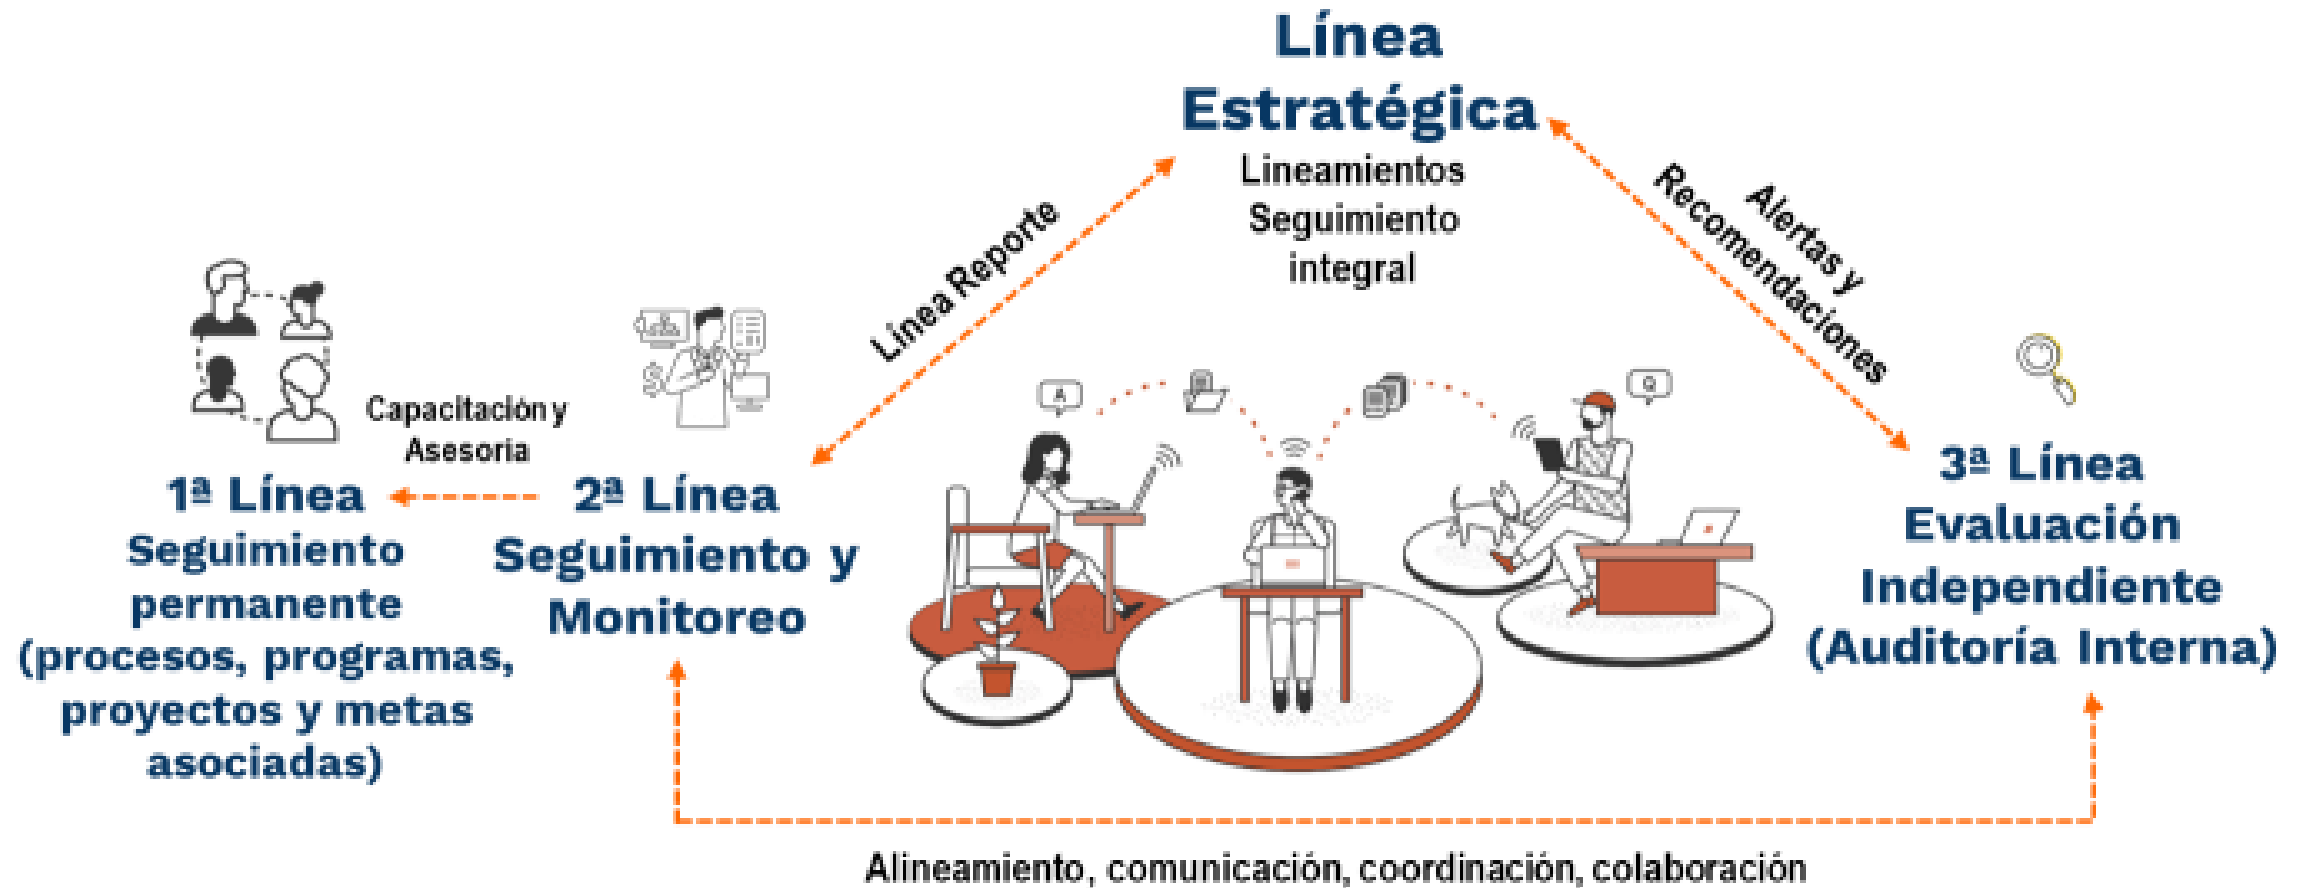 Línea
Estratégica
Lineamientos
Seguimiento
integral
Línea Reporte
Alertas y
Recomendaciones
Capacitación y
Asesoría
1ª Línea
Seguimiento
permanente
(procesos, programas,
proyectos y metas
asociadas)
2ª Línea
Seguimiento y
Monitoreo
A
Q
3ª Línea
Evaluación
Independiente
(Auditoría Interna)
Alineamiento, comunicación, coordinación, colaboración